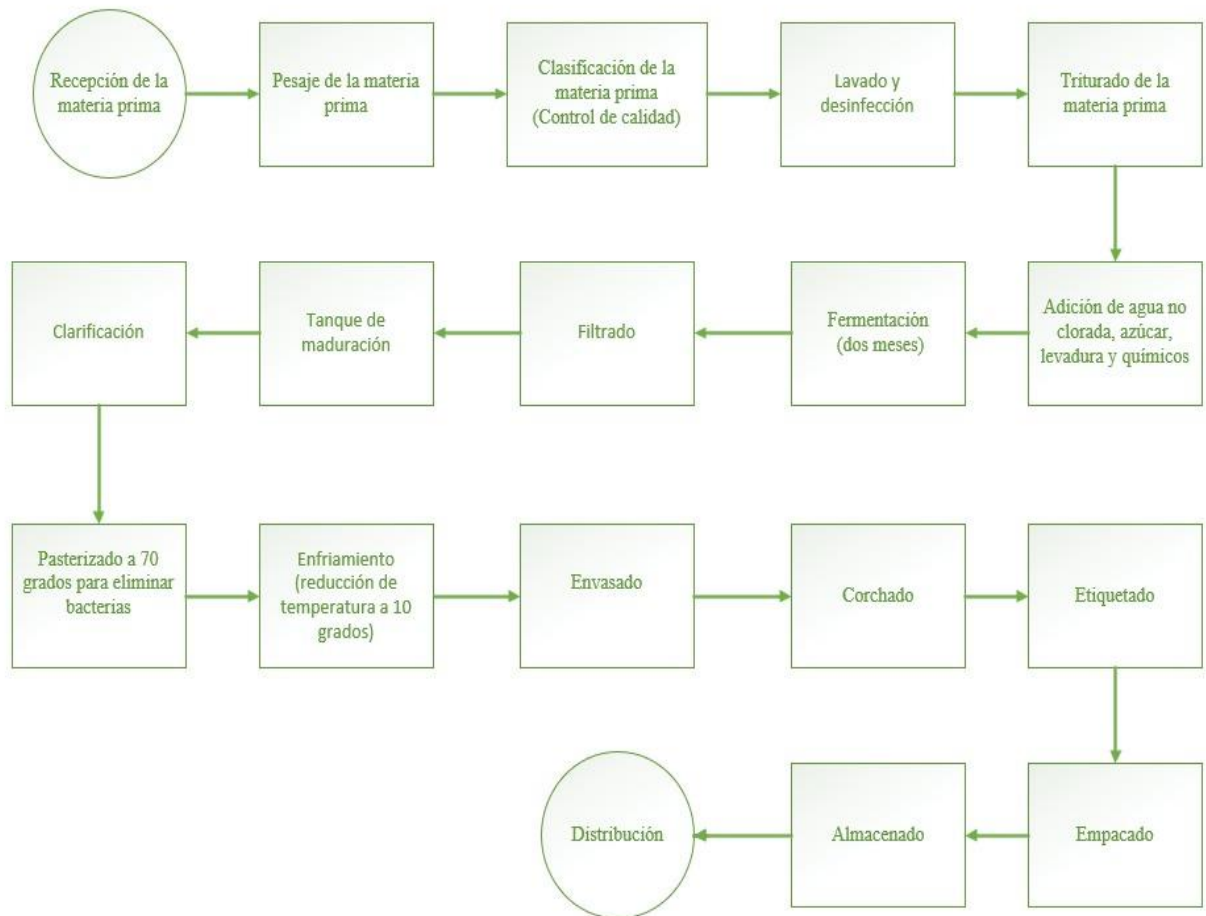 Recepción de la
materia prima
Pesaje de la materia
prima
Clasificación de la
materia prima
(Control de calidad)
Lavado y
desinfección
Triturado de la
materia prima
Adición de agua no
clorada, azúcar,
levadura y químicos
Fermentación
(dos meses)
Filtrado
Tanque de
maduración
Clarificación
Pasterizado a 70
grados para eliminar
bacterias
Enfriamiento
(reducción de
temperatura a 10
grados)
Envasado
Corchado
Etiquetado
Empacado
Almacenado
Distribución